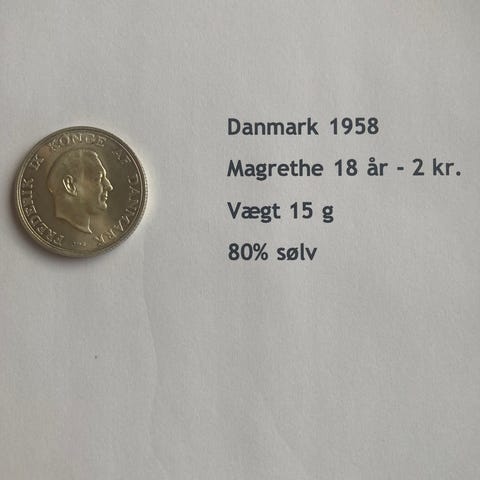 FREDERIK IX KONGE AF DANMARK
Danmark 1958
Magrethe 18 år - 2 kr.
Vægt 15 g
80% sølv